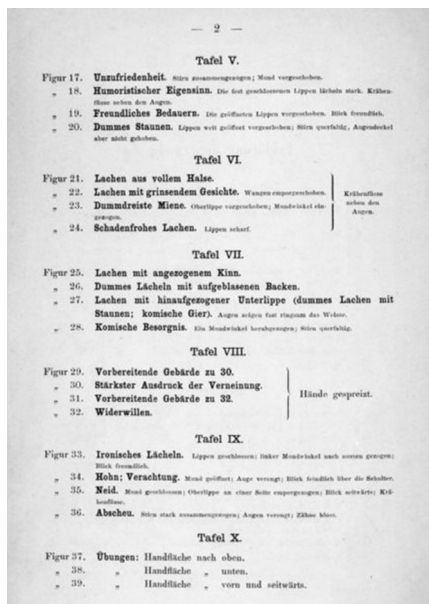 — 2 —
Tafel V.
Figur 17. Unzufriedenheit. Stirn zusammengezogen; Mund vorgeschoben.
„ 18. Humoristischer Eigensinn. Die fest geschlossenen Lippen lächeln stark. Krähen-
füsse neben den Augen.
„ 19. Freundliches Bedauern. Die geöffneten Lippen vorgeschoben. Blick freundlich.
„ 20. Dummes Staunen. Lippen weit geöffnet vorgeschoben; Stirn querfaltig, Augendeckel
aber nicht gehoben.
Tafel VI.
Figur 21. Lachen aus vollem Halse.
„ 22. Lachen mit grinsendem Gesichte. Wangen emporgeschoben.
„ 23. Dummdreiste Miene. Oberlippe vorgeschoben; Mundwinkel ein-
gezogen.
„ 24. Schadenfrohes Lachen. Lippen scharf.
Krähenfüsse
neben den
Augen.
Tafel VII.
Figur 25. Lachen mit angezogenem Kinn.
„ 26. Dummes Lächeln mit aufgeblasenen Backen.
„ 27. Lachen mit hinaufgezogener Unterlippe (dummes Lachen mit
Staunen; komische Gier). Augen zeigen fast ringsum das Weisse.
„ 28. Komische Besorgnis. Ein Mundwinkel herabgezogen; Stirn querfaltig.
Tafel VIII.
Figur 29. Vorbereitende Gebärde zu 30.
„ 30. Stärkster Ausdruck der Verneinung.
„ 31. Vorbereitende Gebärde zu 32.
„ 32. Widerwillen.
Hände gespreizt.
Tafel IX.
Figur 33. Ironisches Lächeln. Lippen geschlossen; linker Mundwinkel nach aussen gezogen;
Blick freundlich.
„ 34. Hohn; Verachtung. Mund geöffnet; Auge verengt; Blick feindlich über die Schulter.
„ 35. Neid. Mund geschlossen; Oberlippe an einer Seite emporgezogen; Blick seitwärts; Krä-
henfüsse.
„ 36. Abscheu. Stirn stark zusammengezogen; Augen verengt; Zähne bloss.
Tafel X.
Figur 37. Übungen: Handfläche nach oben.
„ 38. „ Handfläche „ unten.
„ 39. „ Handfläche „ vorn und seitwärts.